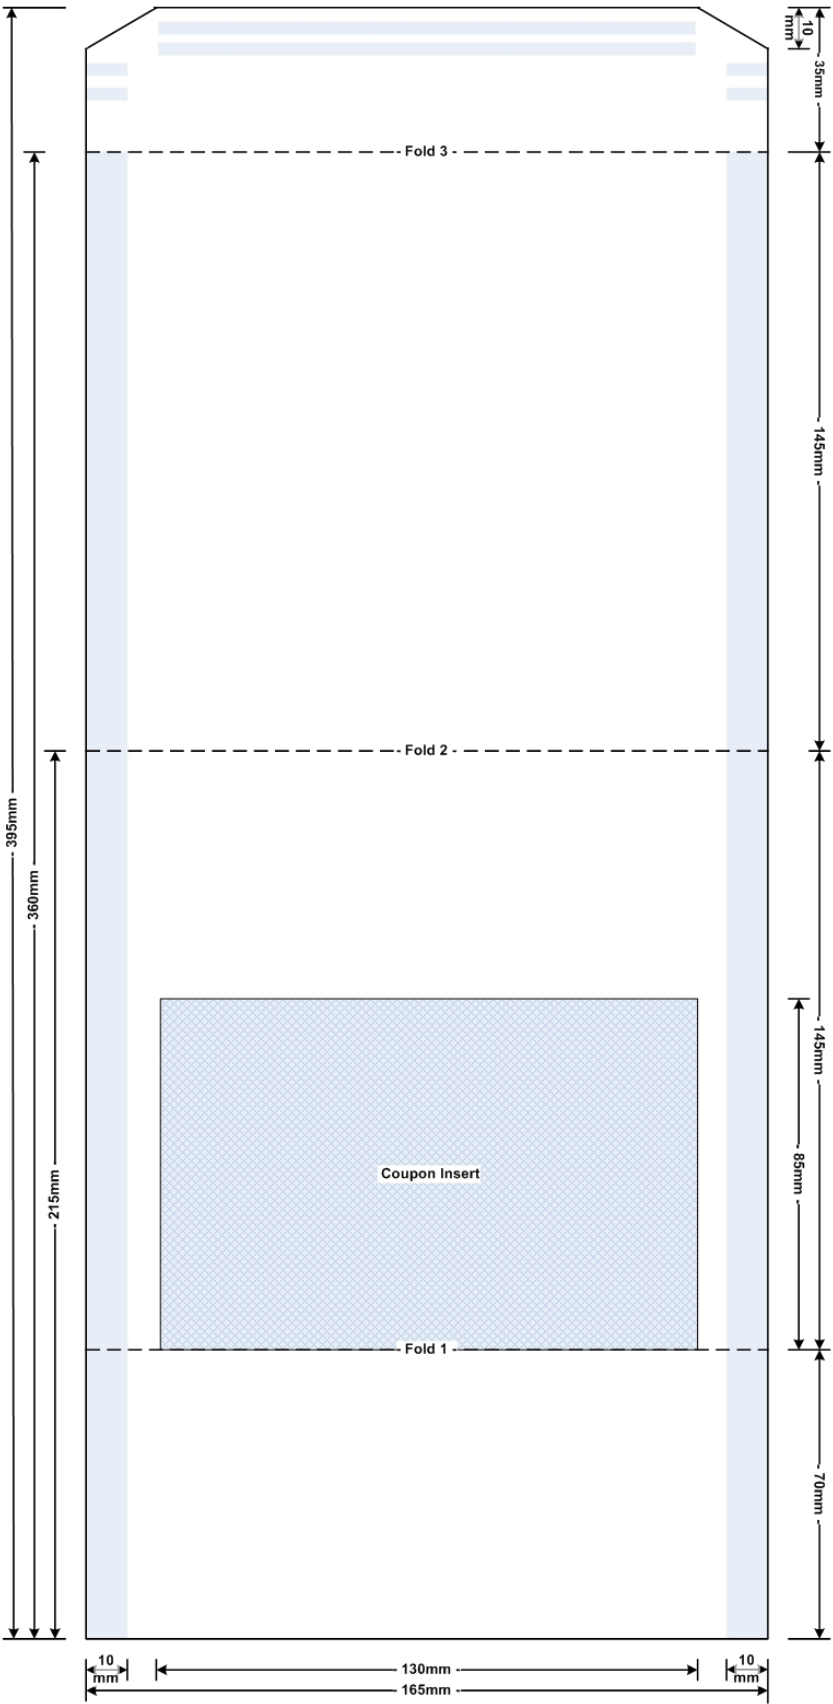 10
mm
- 35mm -
- Fold 3 -
- 145mm -
- Fold 2 -
- 395mm -
- 360mm -
- 215mm -
- 145mm -
- 85mm -
Coupon Insert
- Fold 1 -
- 70mm -
10
mm
- 130mm -
10
mm
- 165mm -